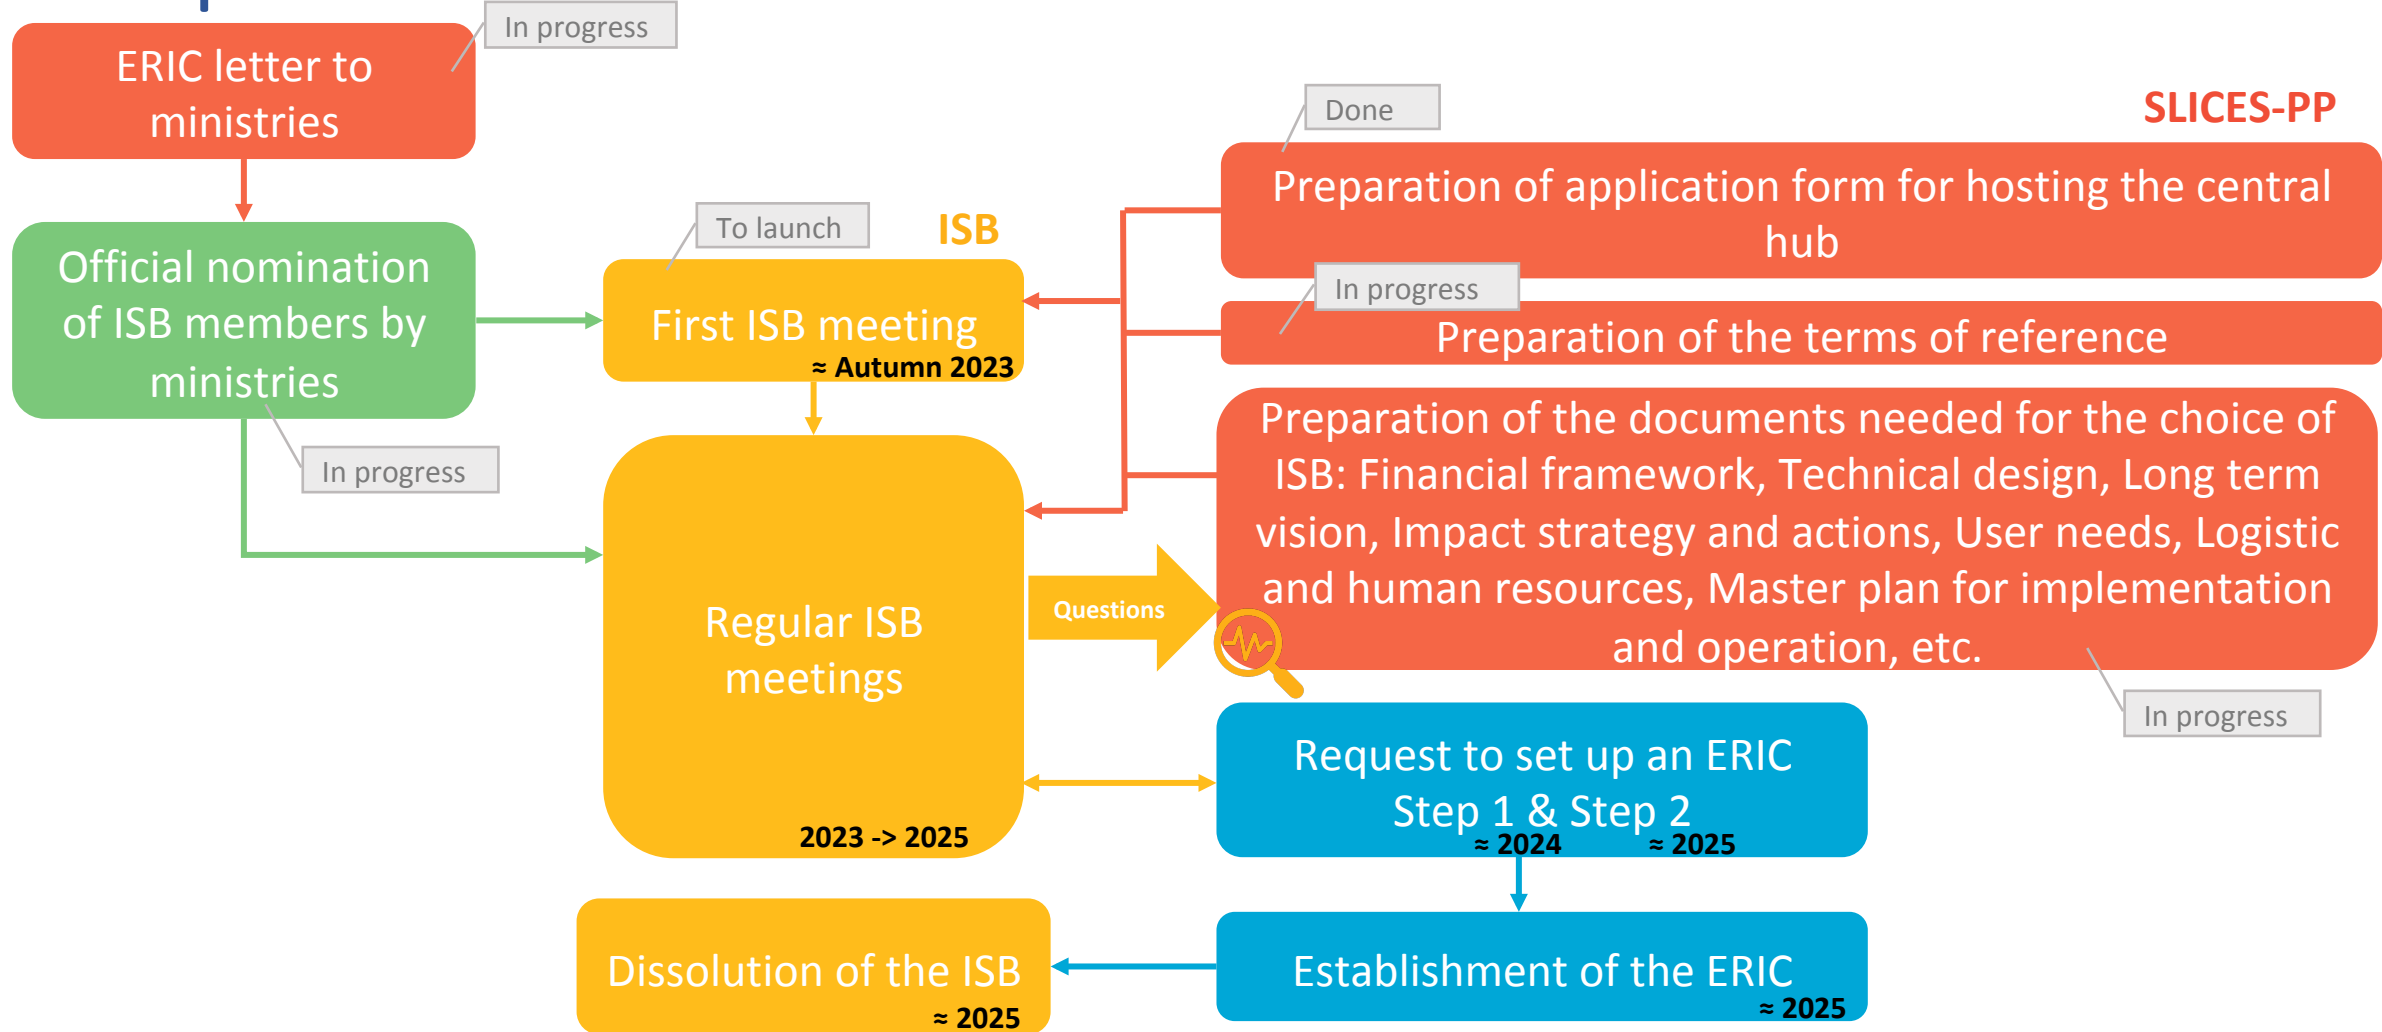 In progress
ERIC letter to
ministries
Done
SLICES-PP
Preparation of application form for hosting the central
hub
To launch
ISB
Official nomination
of ISB members by
ministries
In progress
First ISB meeting
≈ Autumn 2023
In progress
Preparation of the terms of reference
Preparation of the documents needed for the choice of
ISB: Financial framework, Technical design, Long term
vision, Impact strategy and actions, User needs, Logistic
and human resources, Master plan for implementation
and operation, etc.
In progress
Regular ISB
meetings
2023 -> 2025
Questions
Request to set up an ERIC
Step 1 & Step 2
≈ 2024 ≈ 2025
Dissolution of the ISB
≈ 2025
Establishment of the ERIC
≈ 2025